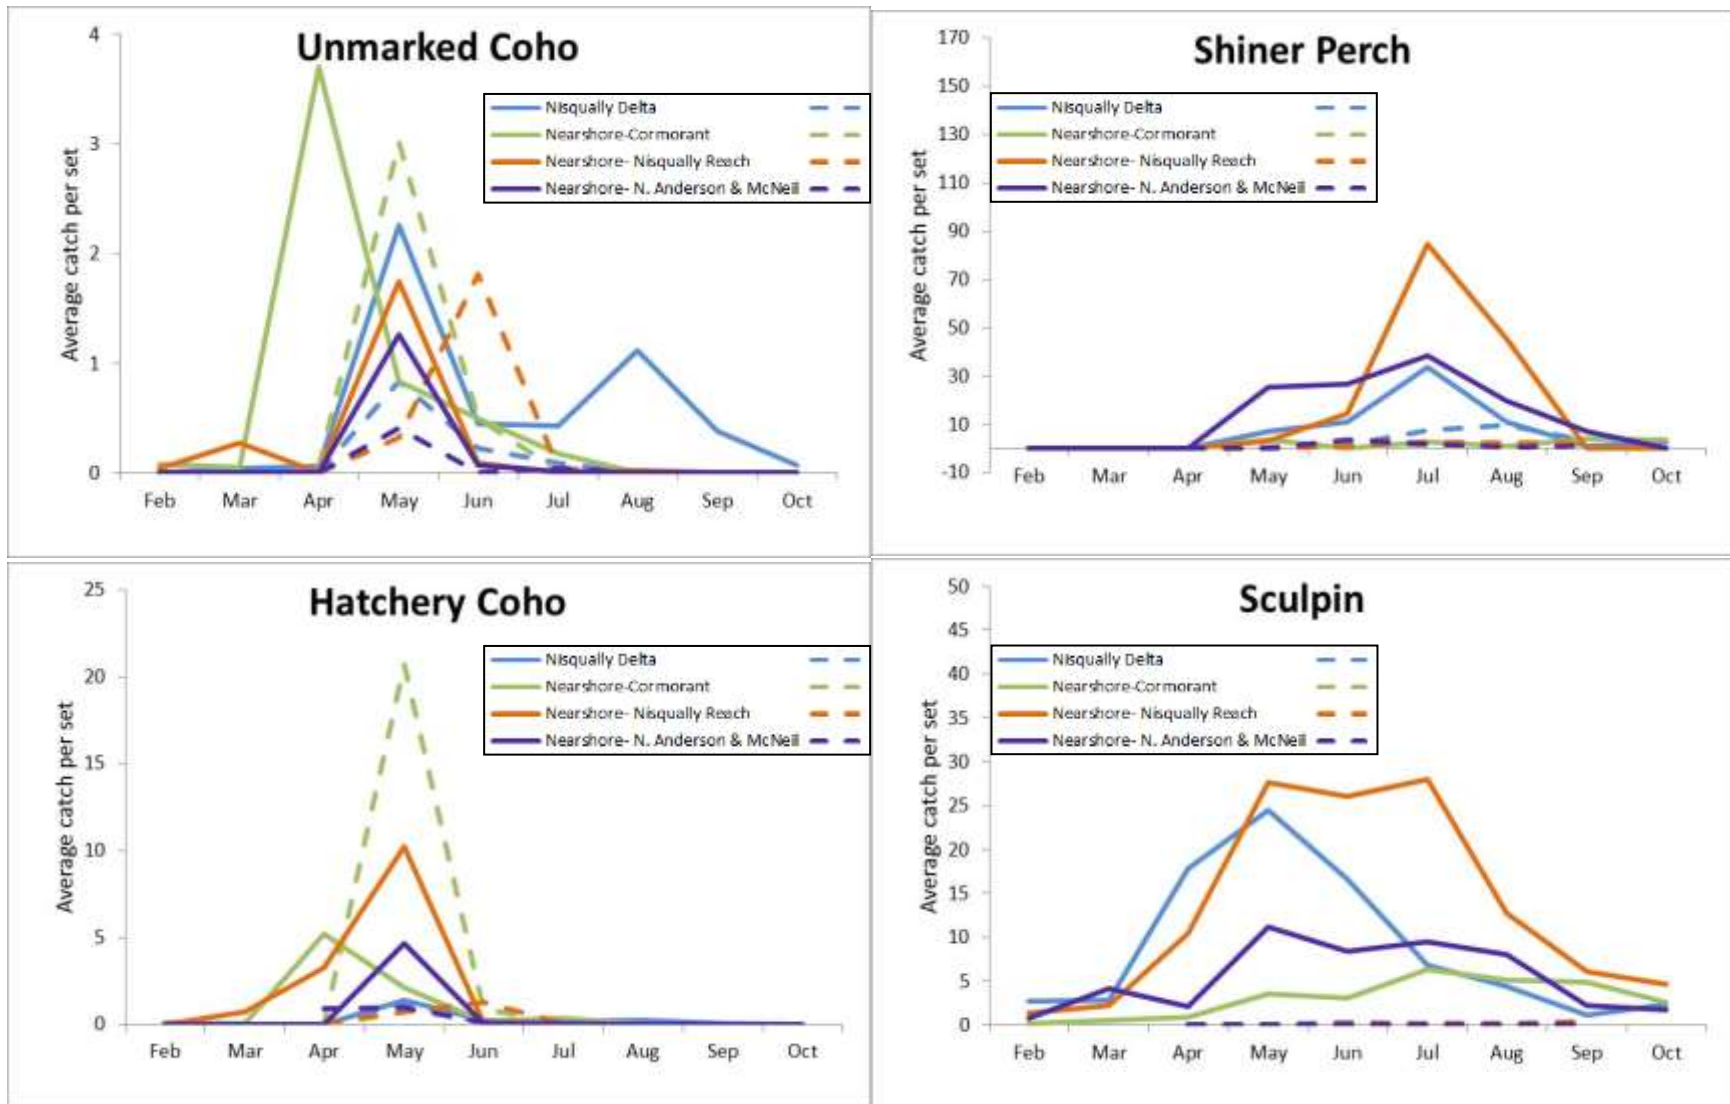 Unmarked Coho
Average catch per set
4
3
2
1
0
Feb Mar Apr May Jun Jul Aug Sep Oct
Nisqually Delta
Nearshore-Cormorant
Nearshore- Nisqually Reach
Nearshore- N. Anderson & McNeil
Shiner Perch
Average catch per set
170
150
130
110
90
70
50
30
10
-10
Feb Mar Apr May Jun Jul Aug Sep Oct
Nisqually Delta
Nearshore-Cormorant
Nearshore- Nisqually Reach
Nearshore- N. Anderson & McNeil
Hatchery Coho
Average catch per set
25
20
15
10
5
0
Feb Mar Apr May Jun Jul Aug Sep Oct
Nisqually Delta
Nearshore-Cormorant
Nearshore- Nisqually Reach
Nearshore- N. Anderson & McNeil
Sculpin
Average catch per set
50
45
40
35
30
25
20
15
10
5
0
Feb Mar Apr May Jun Jul Aug Sep Oct
Nisqually Delta
Nearshore-Cormorant
Nearshore- Nisqually Reach
Nearshore- N. Anderson & McNeil